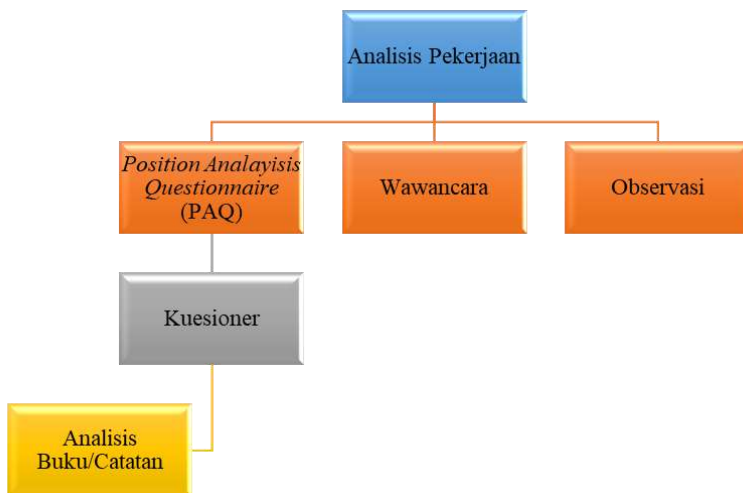 Analisis Pekerjaan
Position Analayisis
Questionnaire
(PAQ)
Wawancara
Observasi
Kuesioner
Analisis
Buku/Catatan